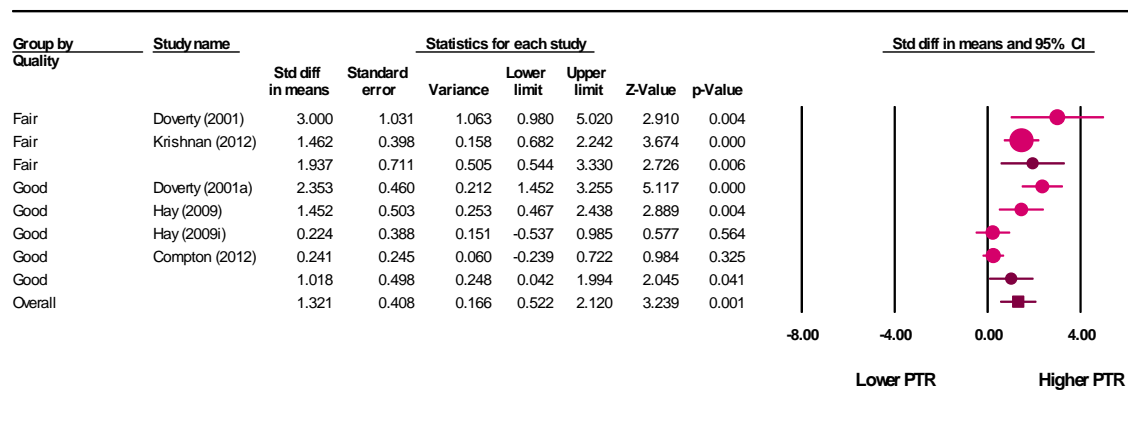 Group by Study name Statistics for each study Std diff in means and 95% CI
Quality
Std diff Standard Lower Upper
in means error Variance limit limit Z-Value p-Value
Fair Doverty (2001) 3.000 1.031 1.063 0.980 5.020 2.910 0.004
Fair Krishnan (2012) 1.462 0.398 0.158 0.682 2.242 3.674 0.000
Fair 1.937 0.711 0.505 0.544 3.330 2.726 0.006
Good Doverty (2001a) 2.353 0.460 0.212 1.452 3.255 5.117 0.000
Good Hay (2009) 1.452 0.503 0.253 0.467 2.438 2.889 0.004
Good Hay (2009i) 0.224 0.388 0.151 -0.537 0.985 0.577 0.564
Good Compton (2012) 0.241 0.245 0.060 -0.239 0.722 0.984 0.325
Good 1.018 0.498 0.248 0.042 1.994 2.045 0.041
Overall 1.321 0.408 0.166 0.522 2.120 3.239 0.001
-8.00 -4.00 0.00 4.00
Lower PTR Higher PTR